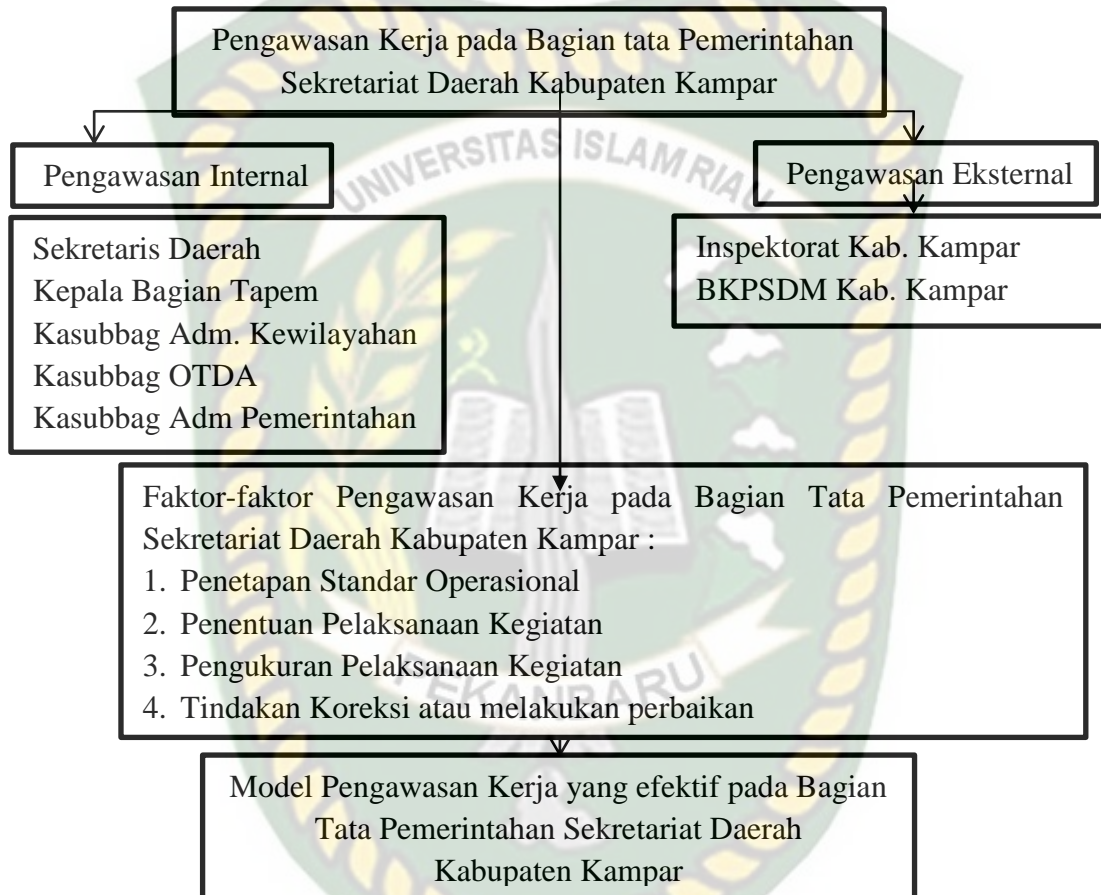 Pengawasan Kerja pada Bagian tata Pemerintahan
Sekretariat Daerah Kabupaten Kampar
UNIVERSITAS ISLAM RIAU
Pengawasan Internal
Pengawasan Eksternal
Sekretaris Daerah
Kepala Bagian Tapem
Kasubbag Adm. Kewilayahan
Kasubbag OTDA
Kasubbag Adm Pemerintahan
Inspektorat Kab. Kampar
BKPSDM Kab. Kampar
Faktor-faktor Pengawasan Kerja pada Bagian Tata Pemerintahan
Sekretariat Daerah Kabupaten Kampar :
1. Penetapan Standar Operasional
2. Penentuan Pelaksanaan Kegiatan
3. Pengukuran Pelaksanaan Kegiatan
4. Tindakan Koreksi atau melakukan perbaikan
PEKANBARU
Model Pengawasan Kerja yang efektif pada Bagian
Tata Pemerintahan Sekretariat Daerah
Kabupaten Kampar